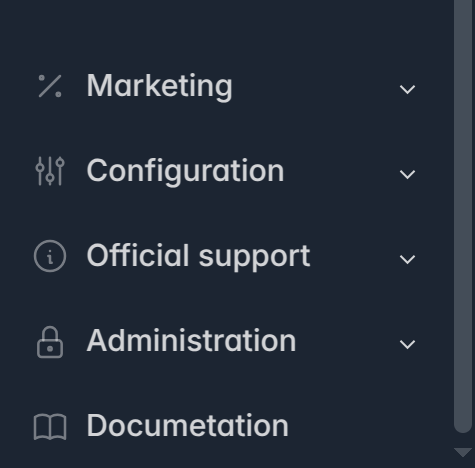 Marketing
Configuration
Official support
Administration
Documetation